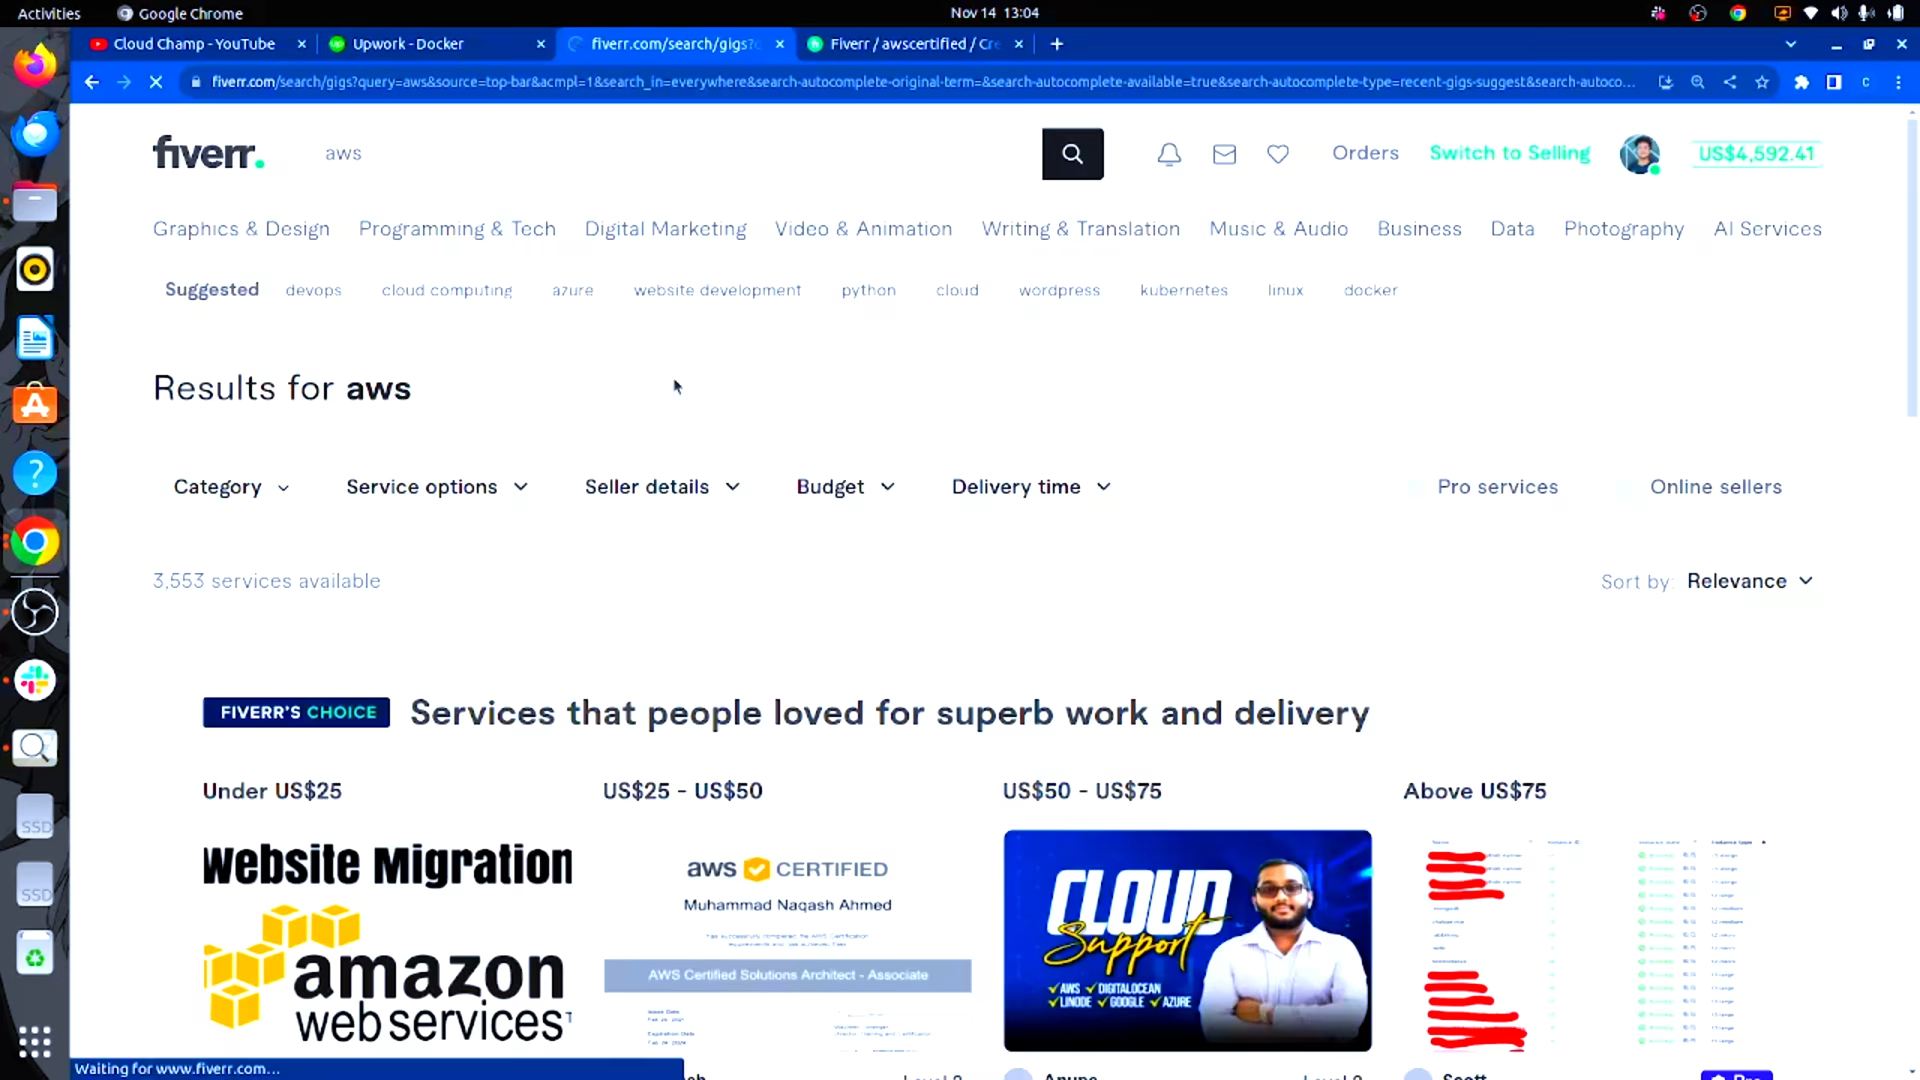 Activities
Google Chrome
Nov 14 13:04
Cloud Champ - YouTube
Upwork - Docker
fiverr.com/search/gigs?
Fiverr / awscertified / Cre
fiverr.com/search/gigs?query=aws&source=top-bar&acmpl=1&search_in=everywhere&search-autocomplete-original-term=&search-autocomplete-available=true&search-autocomplete-type=recent-gigs-suggest&search-autoco...
fiverr.
aws
Orders
Switch to Selling
US$4,592.41
Graphics & Design
Programming & Tech
Digital Marketing
Video & Animation
Writing & Translation
Music & Audio
Business
Data
Photography
AI Services
Suggested
devops
cloud computing
azure
website development
python
cloud
wordpress
kubernetes
linux
docker
Results for aws
Category
Service options
Seller details
Budget
Delivery time
Pro services
Online sellers
3,553 services available
Sort by: Relevance
FIVERR'S CHOICE
Services that people loved for superb work and delivery
Under US$25
US$25 - US$50
US$50 - US$75
Above US$75
Website Migration
amazon
web services
aws CERTIFIED
Muhammad Naqash Ahmed
AWS Certified Solutions Architect - Associate
CLOUD
Support
✓AWS ✓DIGITALOCEAN
✓LINODE ✓GOOGLE ✓AZURE
SSD
SSD
Waiting for www.fiverr.com...